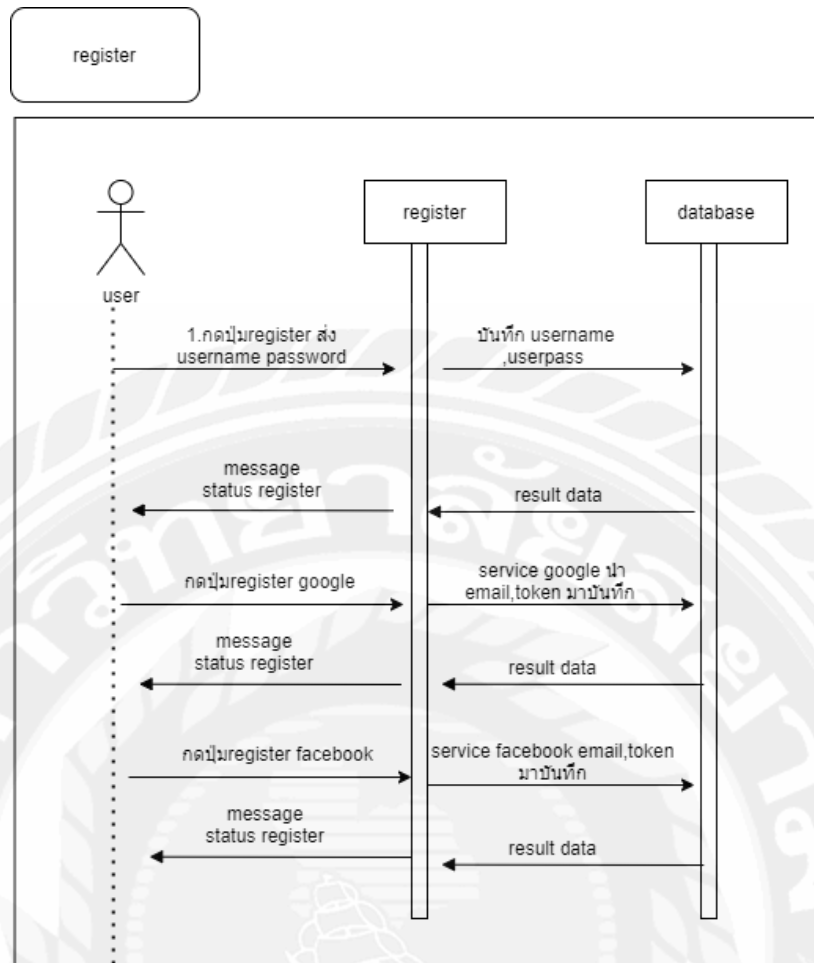 register
register
database
user
1.กดปุ่มregister ส่ง
username password
บันทึก username
,userpass
message
status register
result data
กดปุ่มregister google
service google นำ
email,token มาบันทึก
message
status register
result data
กดปุ่มregister facebook
service facebook email,token
มาบันทึก
message
status register
result data